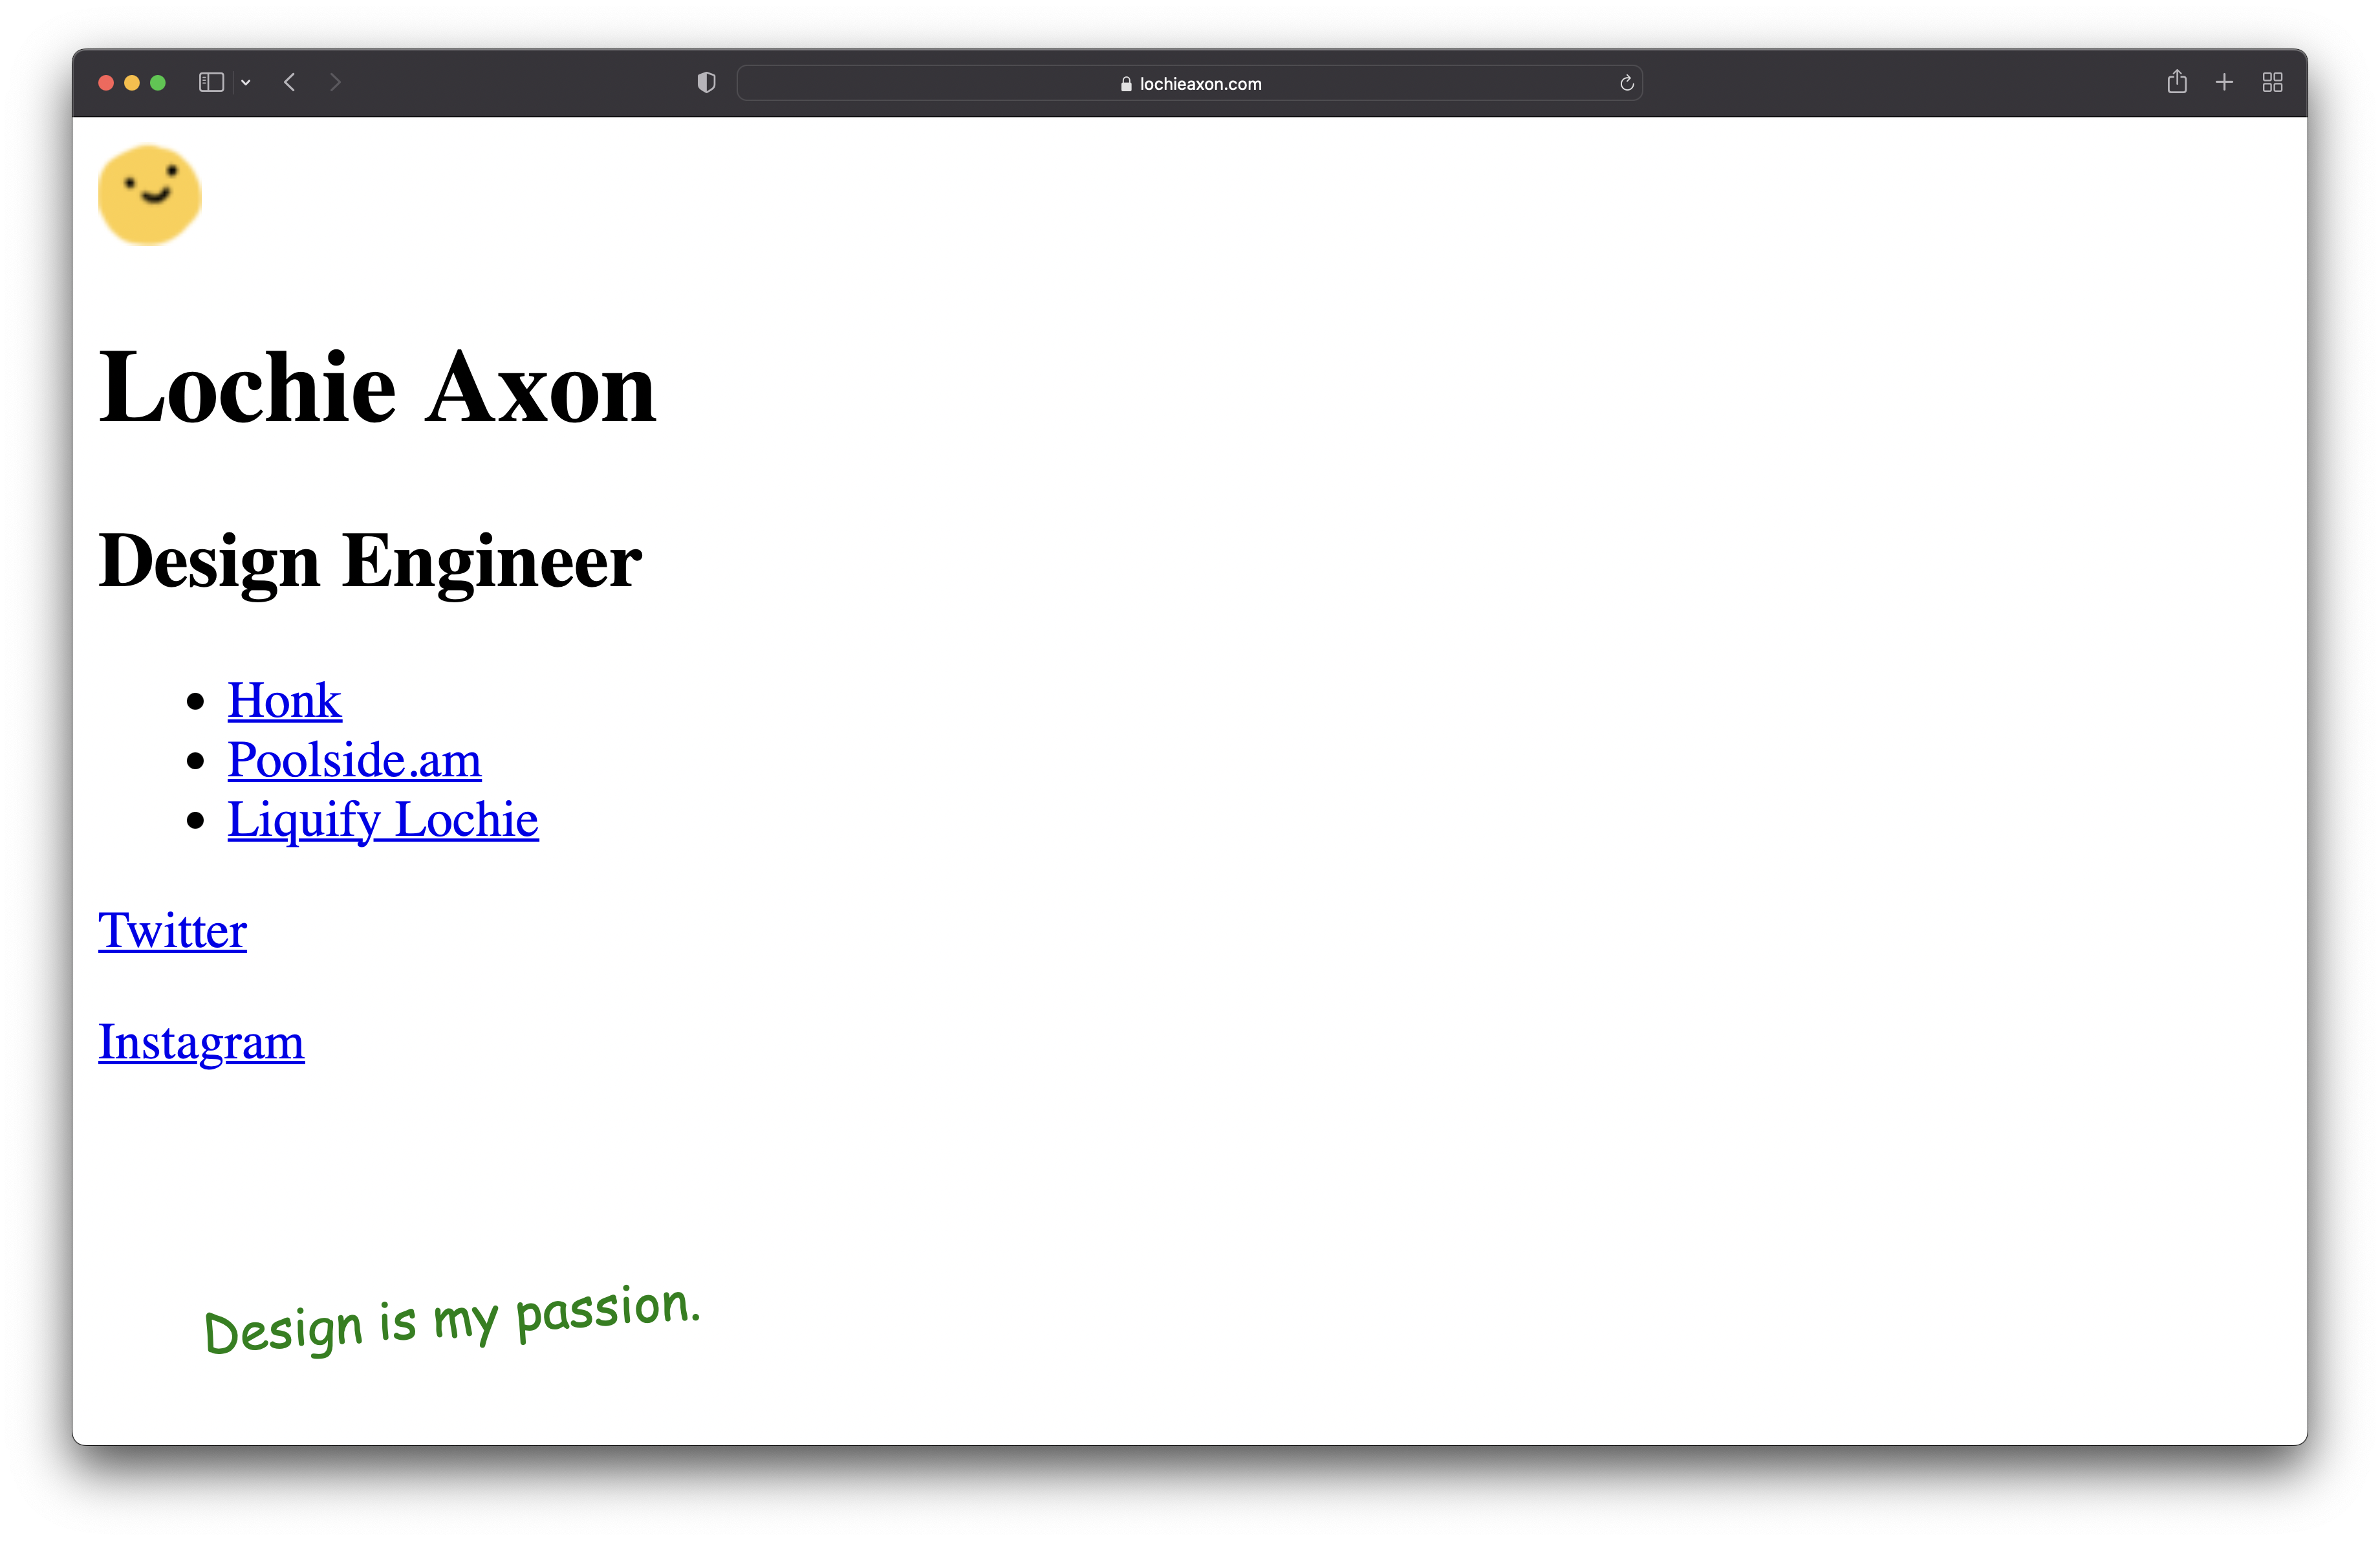 lochieaxon.com
Lochie Axon
Design Engineer
Honk
Poolside.am
Liquify Lochie
Twitter
Instagram
Design is my passion.